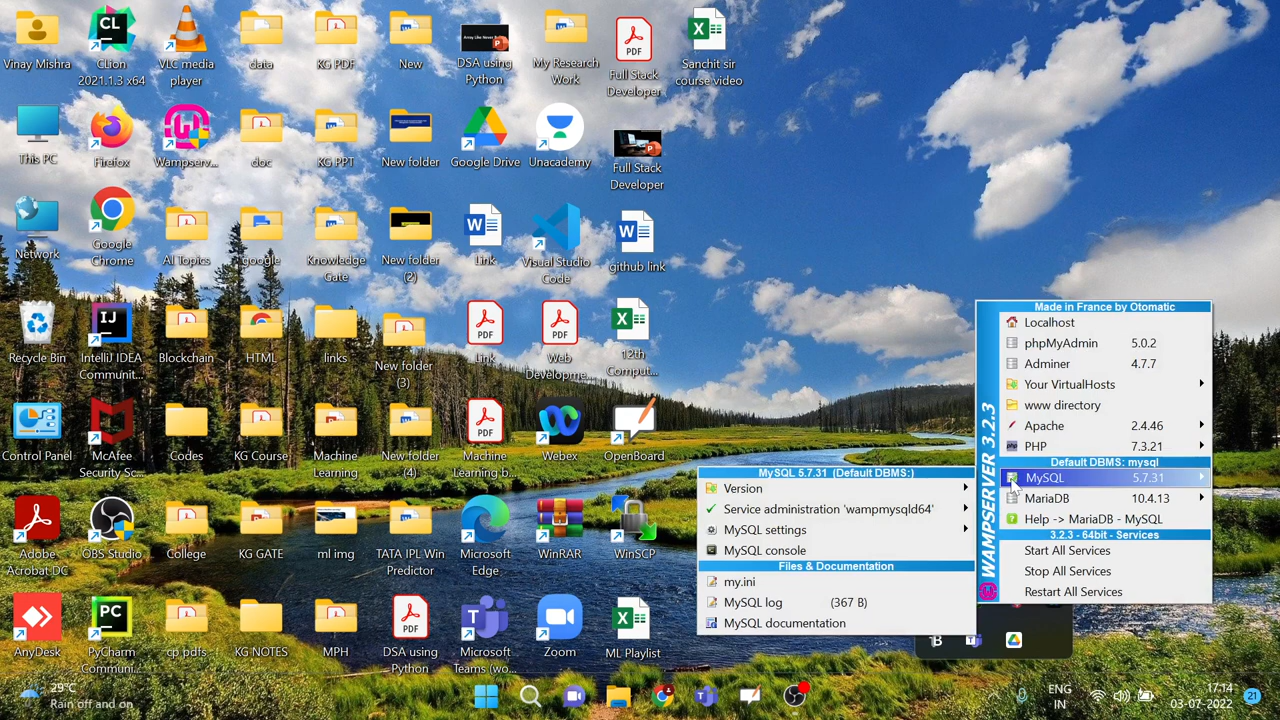 Vinay Mishra
CLion
2021.1.3 x64
VLC media
player
data
KG PDF
New
DSA using
Python
My Research
Work
Full Stack
Developer
Sanchit sir
course video
This PC
Firefox
Wampserv...
doc
KG PPT
New folder
Google Drive
Unacademy
Full Stack
Developer
Network
Google
Chrome
AI Topics
google
Knowledge
Gate
New folder
(2)
Link
Visual Studio
Code
github link
Recycle Bin
IntelliJ IDEA
Communit...
Blockchain
HTML
links
New folder
(3)
Link
Web
Developme...
12th
Comput...
Control Panel
McAfee
Security Sc...
Codes
KG Course
Machine
Learning
New folder
(4)
Machine
Learning b...
Webex
OpenBoard
Adobe
Acrobat DC
OBS Studio
College
KG GATE
ml img
TATA IPL Win
Predictor
Microsoft
Edge
WinRAR
WinSCP
AnyDesk
PyCharm
Communi...
cp pdfs
KG NOTES
MPH
DSA using
Python
Microsoft
Teams (wo...
Zoom
ML Playlist
MySQL 5.7.31 (Default DBMS:)
Version
Service administration 'wampmysqld64'
MySQL settings
MySQL console
Files & Documentation
my.ini
MySQL log (367 B)
MySQL documentation
WAMPSERVER 3.2.3
Made in France by Otomatic
Localhost
phpMyAdmin 5.0.2
Adminer 4.7.7
Your VirtualHosts
www directory
Apache 2.4.46
PHP 7.3.21
Default DBMS: mysql
MySQL 5.7.31
MariaDB 10.4.13
Help -> MariaDB - MySQL
3.2.3 - 64bit - Services
Start All Services
Stop All Services
Restart All Services
29°C
Rain off and on
ENG
IN
17:14
03-07-2022
21